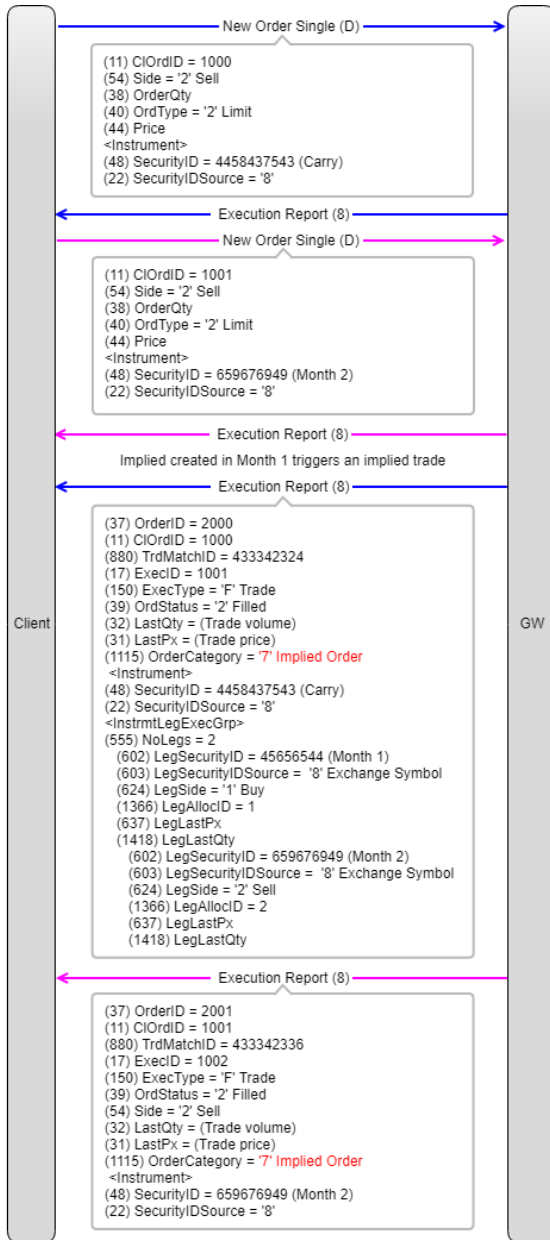 New Order Single (D)
(11) ClOrdID = 1000
(54) Side = '2' Sell
(38) OrderQty
(40) OrdType = '2' Limit
(44) Price
<Instrument>
(48) SecurityID = 4458437543 (Carry)
(22) SecurityIDSource = '8'
Execution Report (8)
New Order Single (D)
(11) ClOrdID = 1001
(54) Side = '2' Sell
(38) OrderQty
(40) OrdType = '2' Limit
(44) Price
<Instrument>
(48) SecurityID = 659676949 (Month 2)
(22) SecurityIDSource = '8'
Execution Report (8)
Implied created in Month 1 triggers an implied trade
Execution Report (8)
(37) OrderID = 2000
(11) ClOrdID = 1000
(880) TrdMatchID = 433342324
(17) ExecID = 1001
(150) ExecType = 'F' Trade
(39) OrdStatus = '2' Filled
(32) LastQty = (Trade volume)
(31) LastPx = (Trade price)
(1115) OrderCategory = '7' Implied Order
<Instrument>
(48) SecurityID = 4458437543 (Carry)
(22) SecurityIDSource = '8'
<InstrmtLegExecGrp>
(555) NoLegs = 2
(602) LegSecurityID = 45656544 (Month 1)
(603) LegSecurityIDSource = '8' Exchange Symbol
(624) LegSide = '1' Buy
(1366) LegAllocID = 1
(637) LegLastPx
(1418) LegLastQty
(602) LegSecurityID = 659676949 (Month 2)
(603) LegSecurityIDSource = '8' Exchange Symbol
(624) LegSide = '2' Sell
(1366) LegAllocID = 2
(637) LegLastPx
(1418) LegLastQty
Client
GW
Execution Report (8)
(37) OrderID = 2001
(11) ClOrdID = 1001
(880) TrdMatchID = 433342336
(17) ExecID = 1002
(150) ExecType = 'F' Trade
(39) OrdStatus = '2' Filled
(54) Side = '2' Sell
(32) LastQty = (Trade volume)
(31) LastPx = (Trade price)
(1115) OrderCategory = '7' Implied Order
<Instrument>
(48) SecurityID = 659676949 (Month 2)
(22) SecurityIDSource = '8'